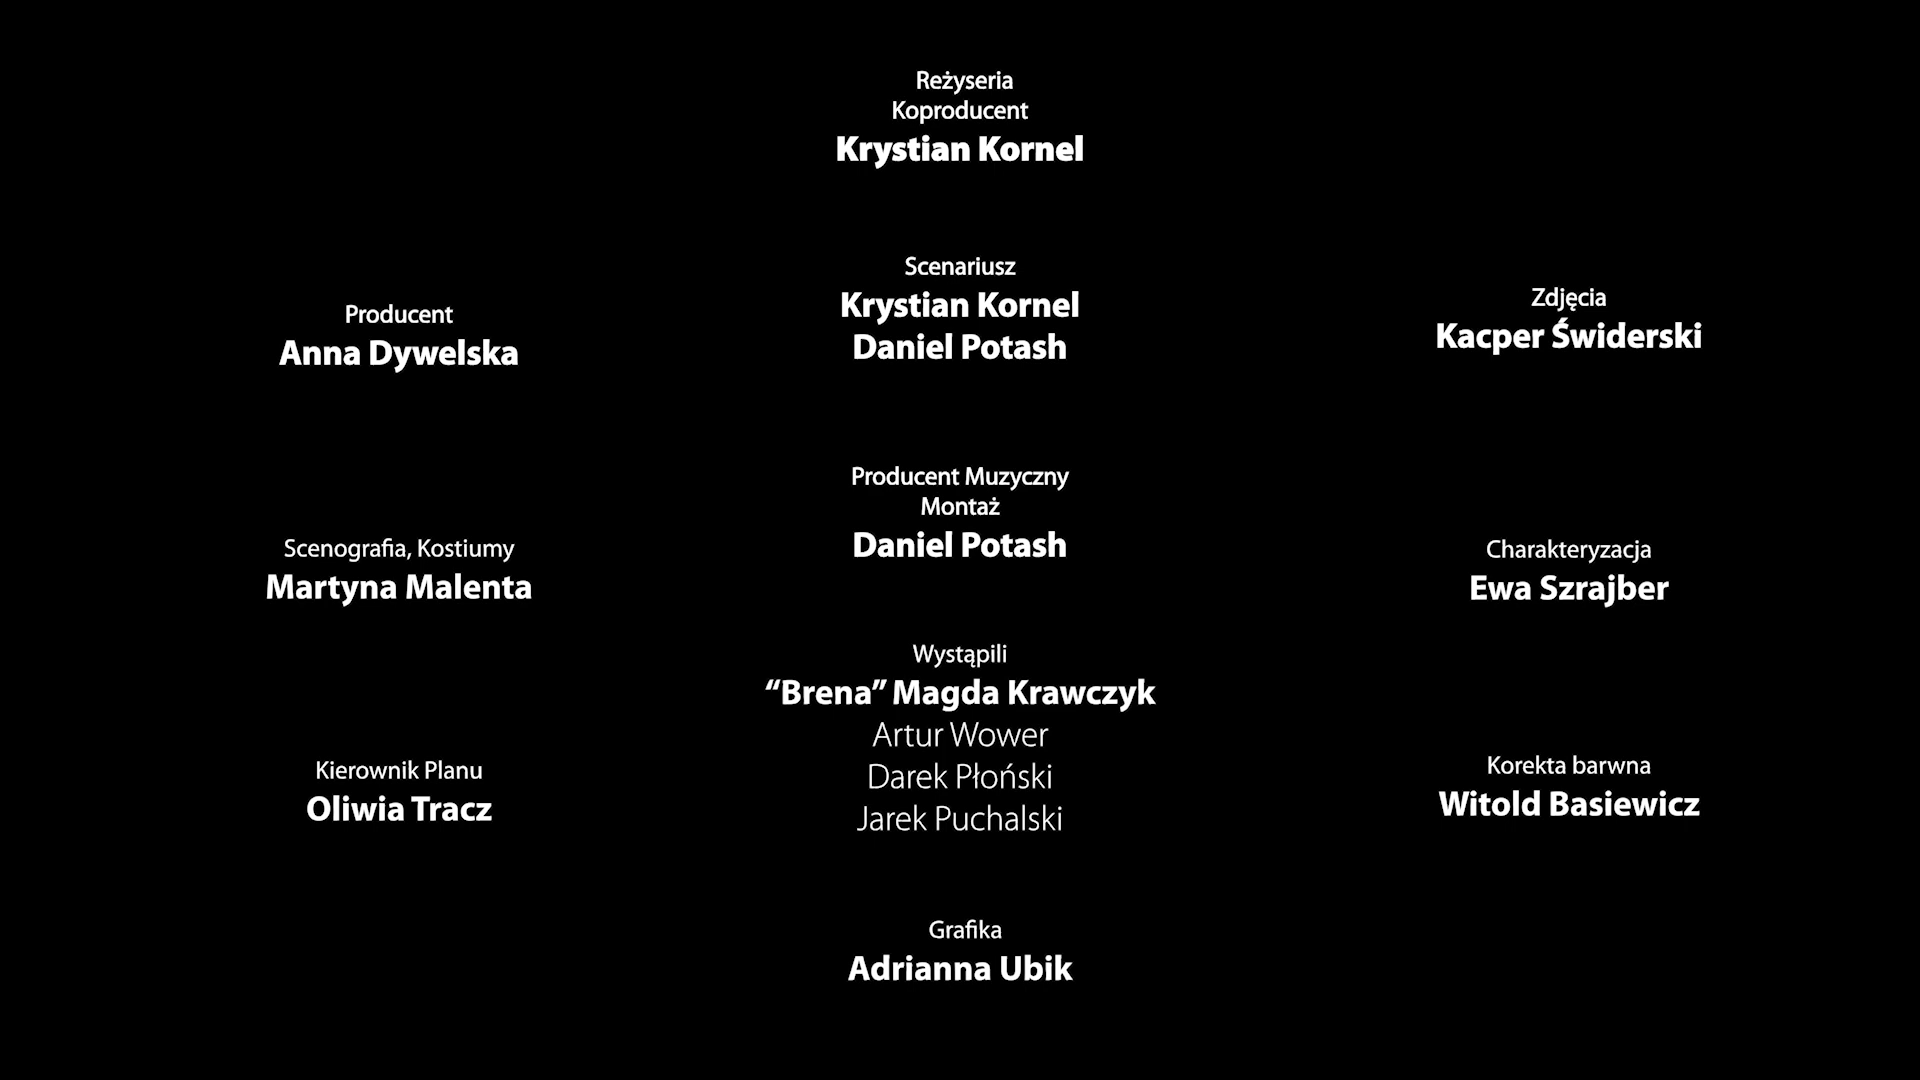 Reżyseria
Koproducent
Krystian Kornel
Scenariusz
Krystian Kornel
Daniel Potash
Producent
Anna Dywelska
Zdjęcia
Kacper Świderski
Producent Muzyczny
Montaż
Daniel Potash
Scenografia, Kostiumy
Martyna Malenta
Charakteryzacja
Ewa Szrajber
Wystąpili
“Brena” Magda Krawczyk
Artur Wower
Darek Płoński
Jarek Puchalski
Kierownik Planu
Oliwia Tracz
Korekta barwna
Witold Basiewicz
Grafika
Adrianna Ubik